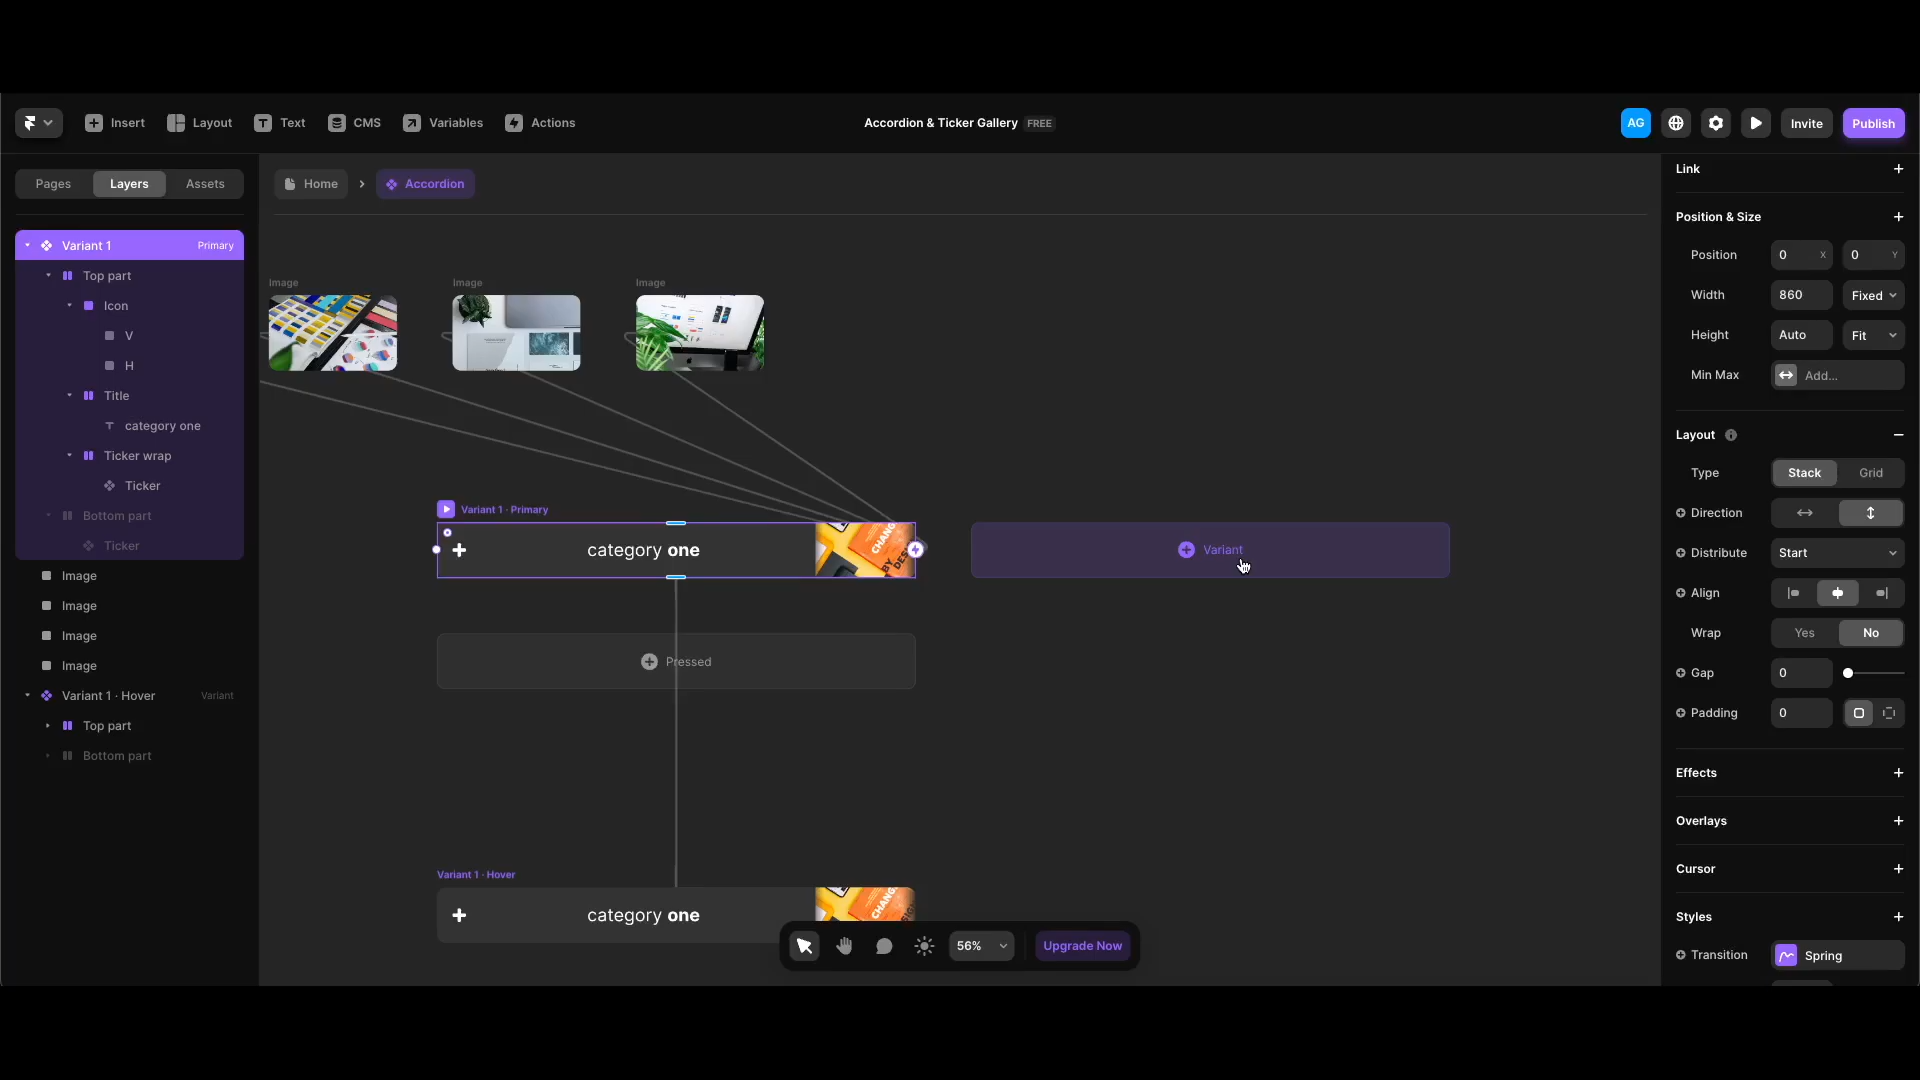 Insert
Layout
Text
CMS
Variables
Actions
Accordion & Ticker Gallery FREE
AG
Invite
Publish
Pages
Layers
Assets
Variant 1 Primary
Top part
Icon
V
H
Title
category one
Ticker wrap
Ticker
Bottom part
Ticker
Image
Image
Image
Image
Variant 1 · Hover Variant
Top part
Bottom part
Home
Accordion
Image
Image
Image
Variant 1 · Primary
category one
CHANG
BY
DESI
Variant
Pressed
Variant 1 · Hover
category one
CHANG
56%
Upgrade Now
Link
Position & Size
Position 0 X 0 Y
Width 860 Fixed
Height Auto Fit
Min Max Add...
Layout
Type Stack Grid
Direction
Distribute Start
Align
Wrap Yes No
Gap 0
Padding 0
Effects
Overlays
Cursor
Styles
Transition Spring